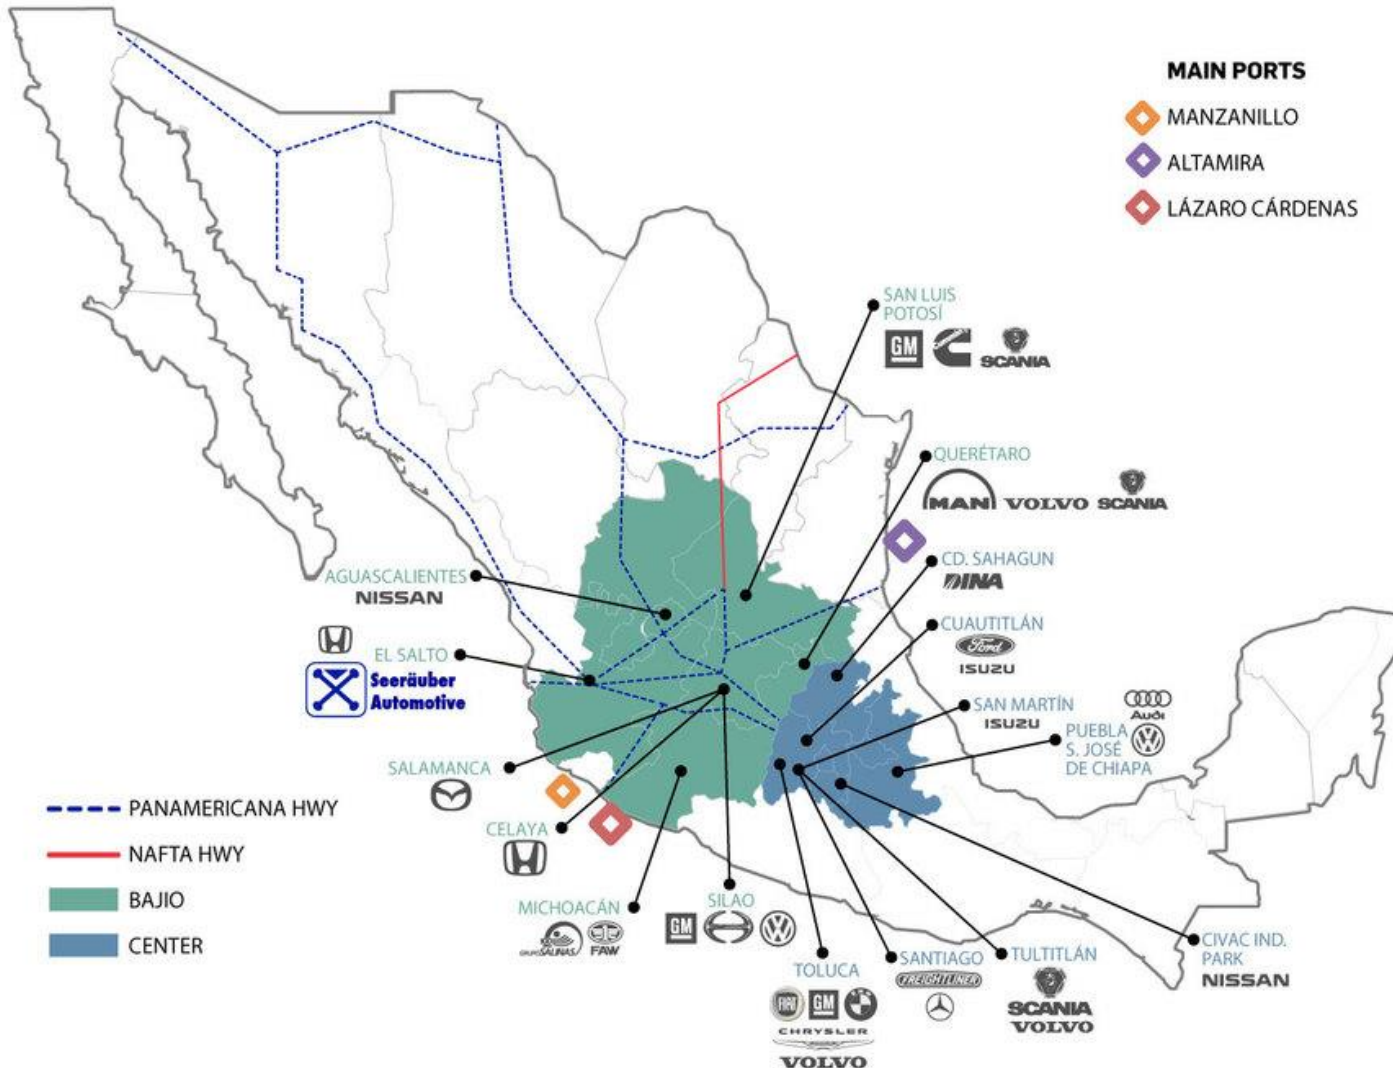 MAIN PORTS
MANZANILLO
ALTAMIRA
LÁZARO CÁRDENAS
SAN LUIS
POTOSÍ
GM
SCANIA
QUERÉTARO
MAN
VOLVO
SCANIA
CD. SAHAGUN
DINA
CUAUTITLÁN
Ford
ISUZU
SAN MARTÍN
ISUZU
Audi
PUEBLA
S. JOSÉ
DE CHIAPA
AGUASCALIENTES
NISSAN
EL SALTO
Seeräuber
Automotive
SALAMANCA
CELAYA
MICHOACÁN
GRUPO SALINAS
FAW
SILAO
GM
TOLUCA
FIAT
GM
CHRYSLER
VOLVO
SANTIAGO
FREIGHTLINER
TULTITLÁN
SCANIA
VOLVO
CIVAC IND.
PARK
NISSAN
PANAMERICANA HWY
NAFTA HWY
BAJIO
CENTER